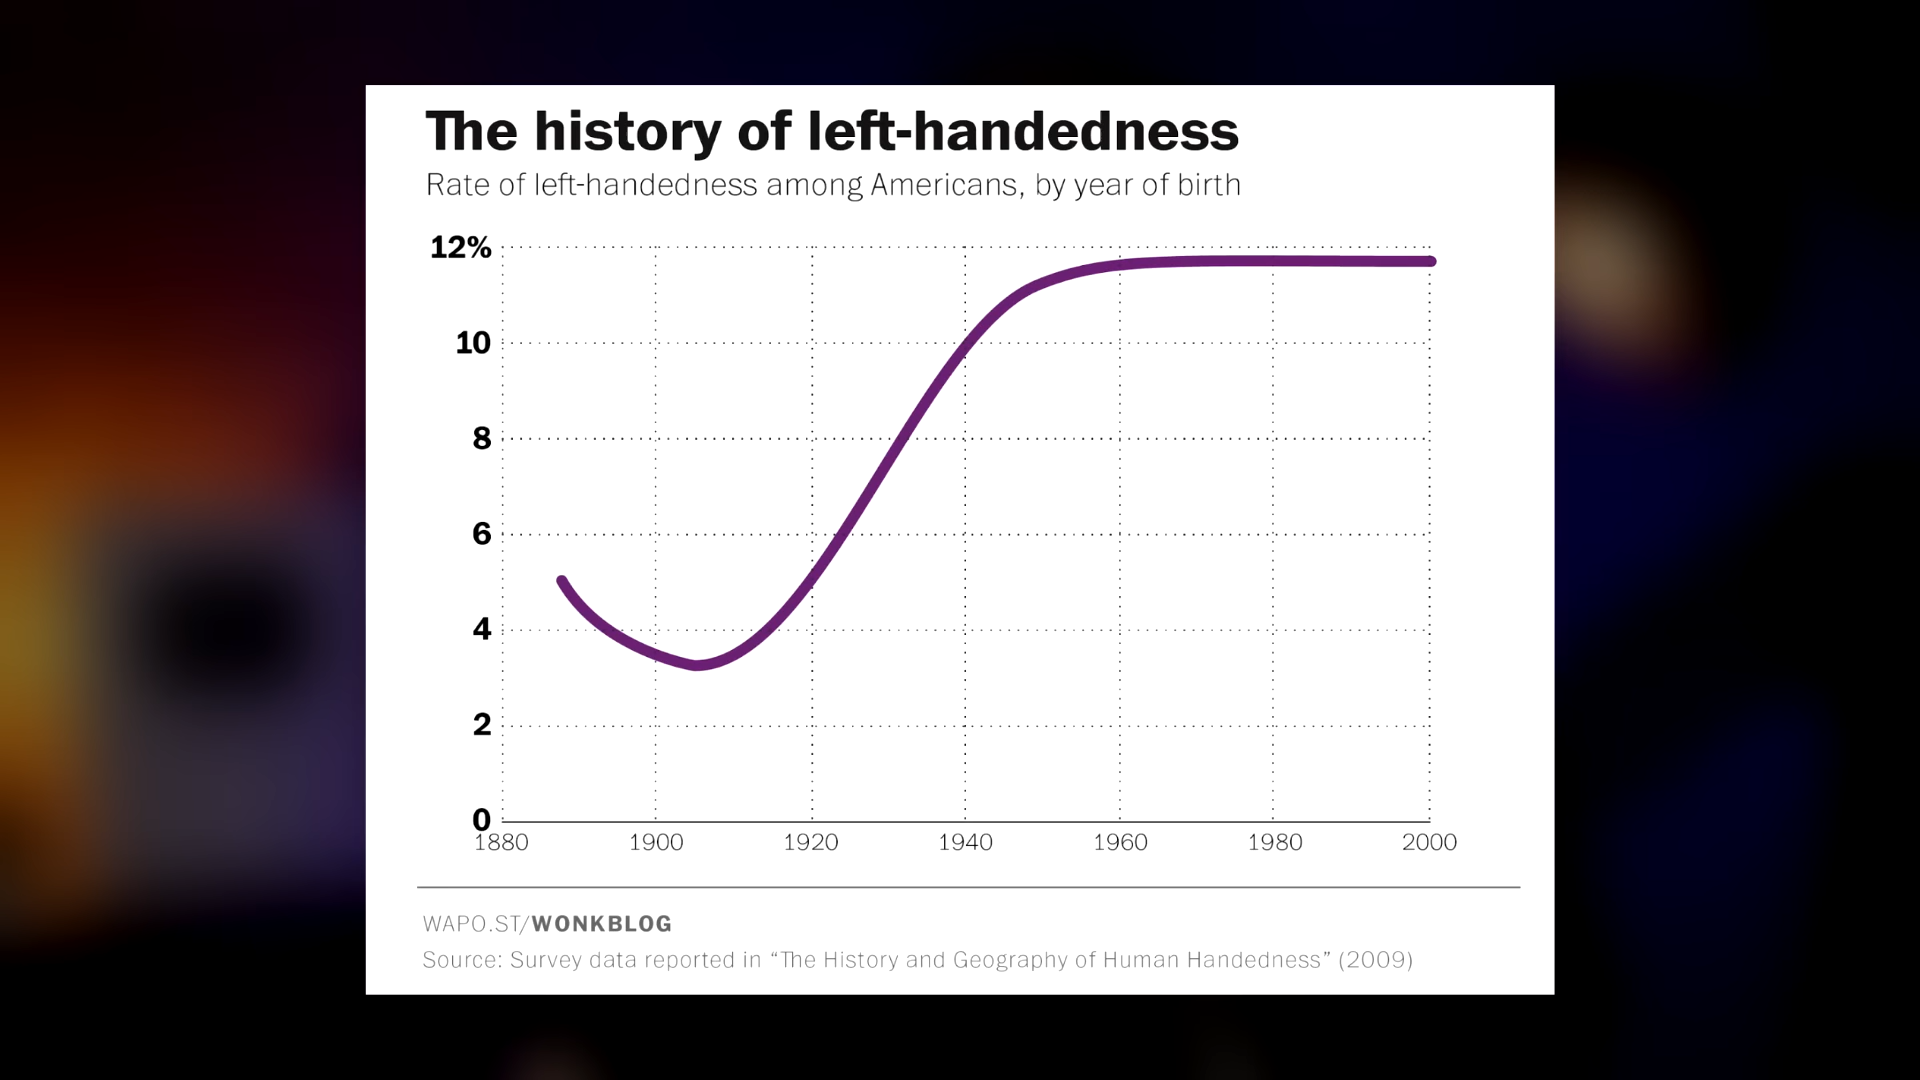 The history of left-handedness
Rate of left-handedness among Americans, by year of birth
12%
10
8
6
4
2
0
1880 1900 1920 1940 1960 1980 2000
WAPO.ST/WONKBLOG
Source: Survey data reported in “The History and Geography of Human Handedness” (2009)